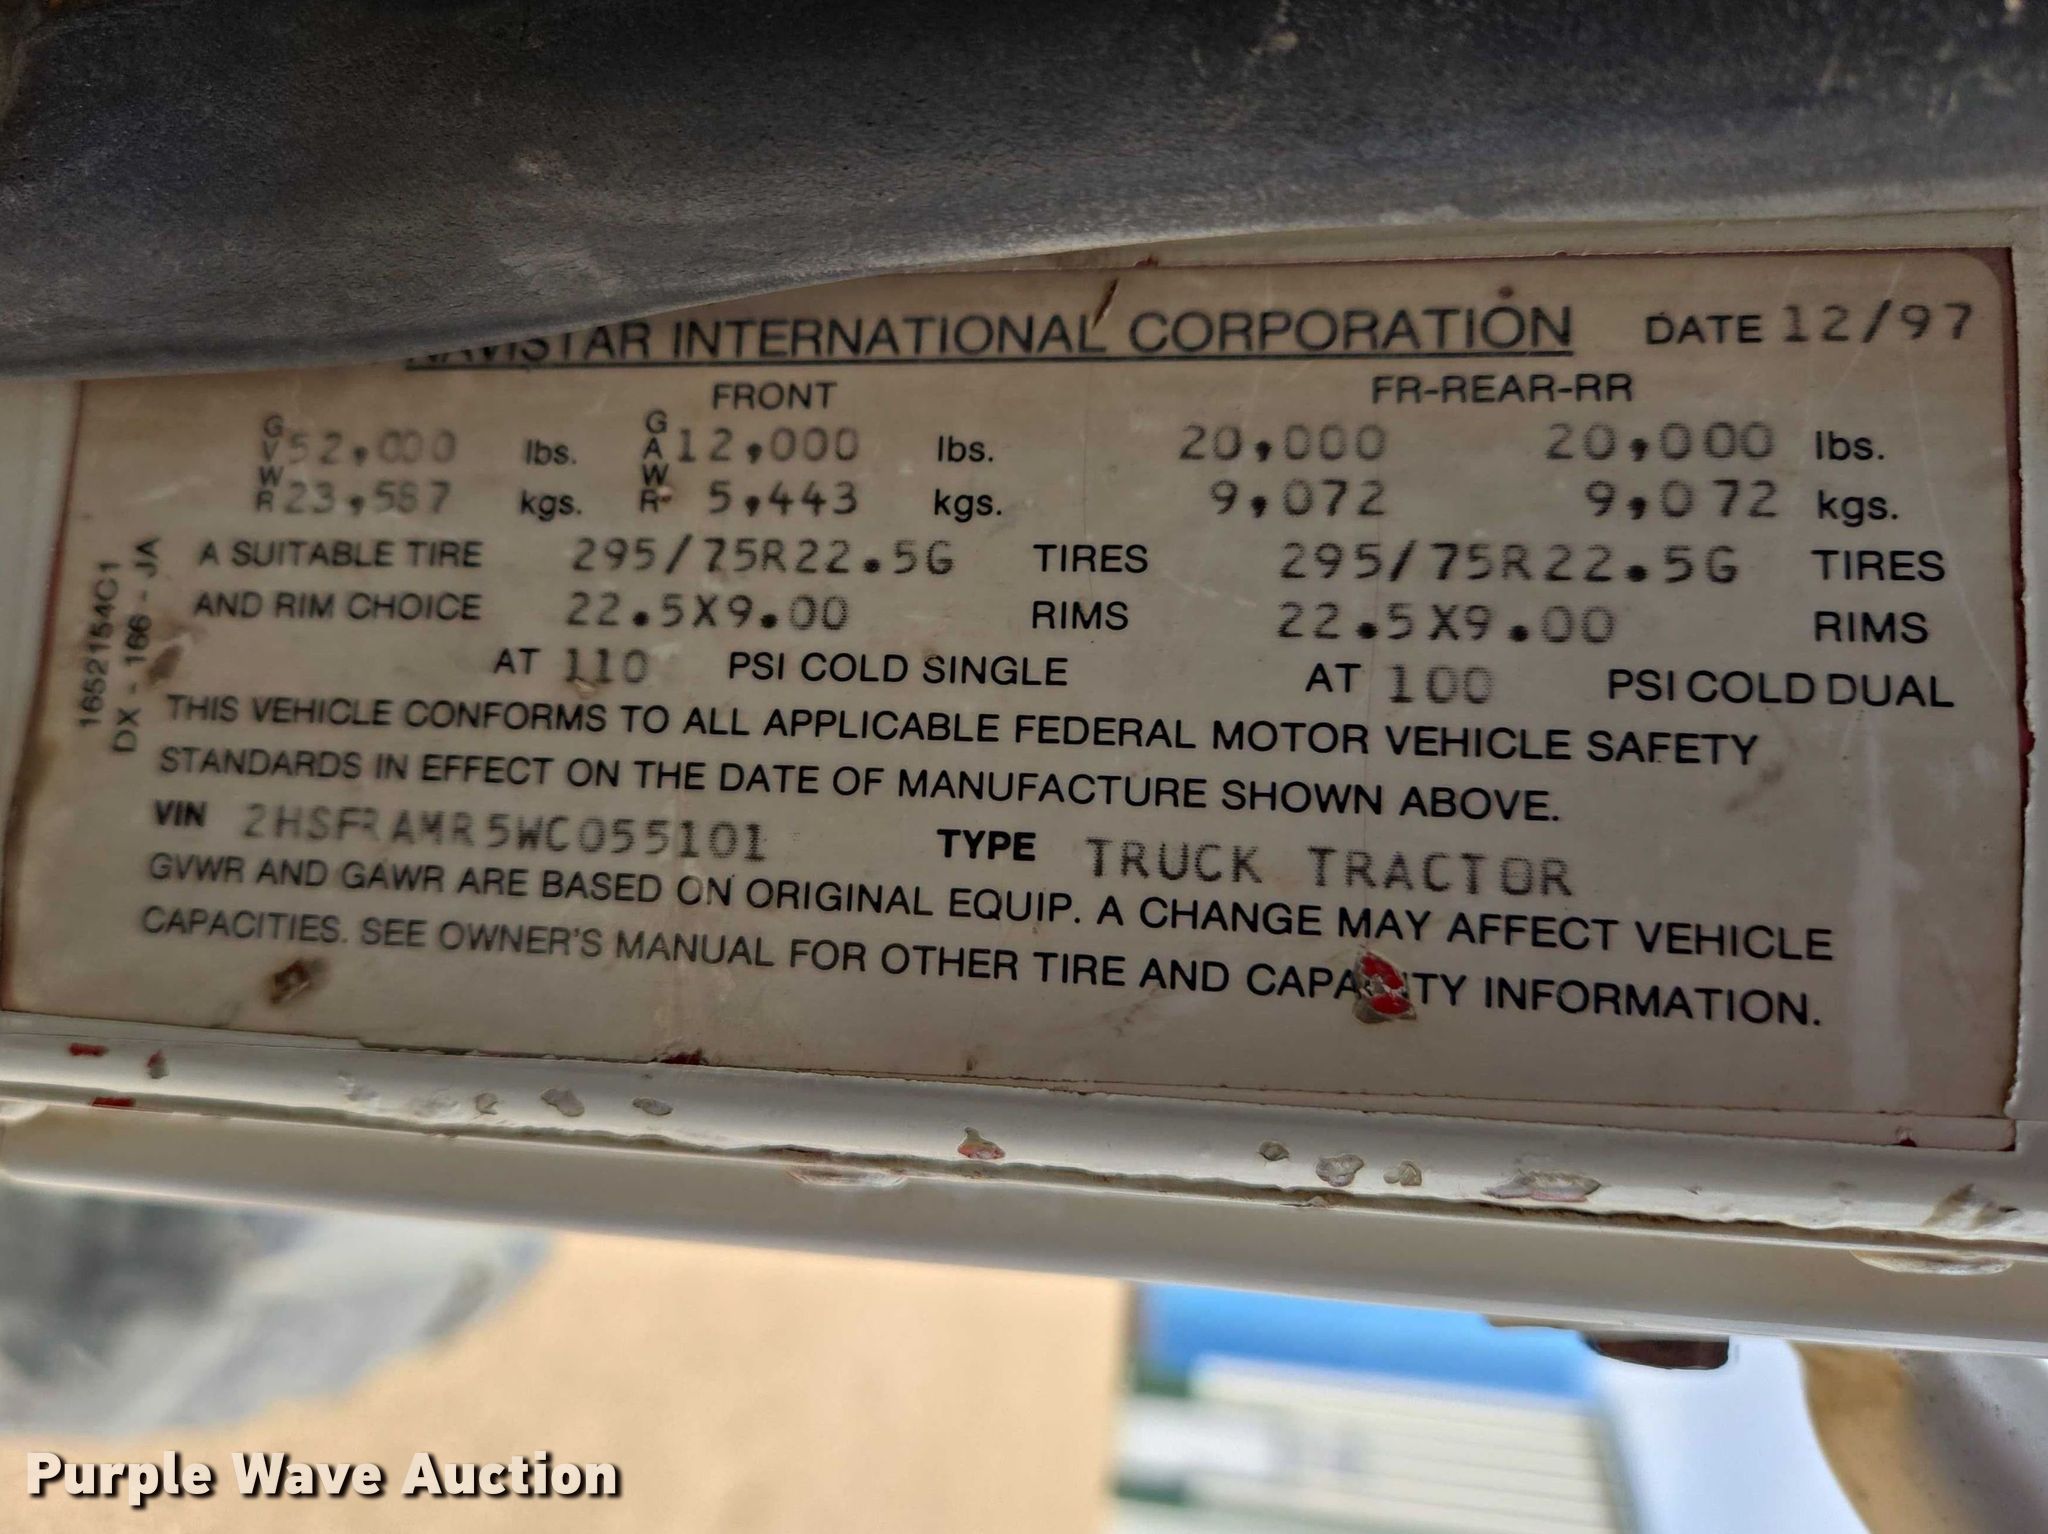 NAVISTAR INTERNATIONAL CORPORATION DATE 12/97
FRONT FR-REAR-RR
GVWR 52,000 lbs. GAWR 12,000 lbs. 20,000 20,000 lbs.
23,587 kgs. 5,443 kgs. 9,072 9,072 kgs.
A SUITABLE TIRE 295/75R22.5G TIRES 295/75R22.5G TIRES
AND RIM CHOICE 22.5X9.00 RIMS 22.5X9.00 RIMS
AT 110 PSI COLD SINGLE AT 100 PSI COLD DUAL
THIS VEHICLE CONFORMS TO ALL APPLICABLE FEDERAL MOTOR VEHICLE SAFETY
STANDARDS IN EFFECT ON THE DATE OF MANUFACTURE SHOWN ABOVE.
VIN 2HSFRAMR5WC055101 TYPE TRUCK TRACTOR
GVWR AND GAWR ARE BASED ON ORIGINAL EQUIP. A CHANGE MAY AFFECT VEHICLE
CAPACITIES. SEE OWNER'S MANUAL FOR OTHER TIRE AND CAPACITY INFORMATION.
1652154C1
DX - 166 - JA
Purple Wave Auction